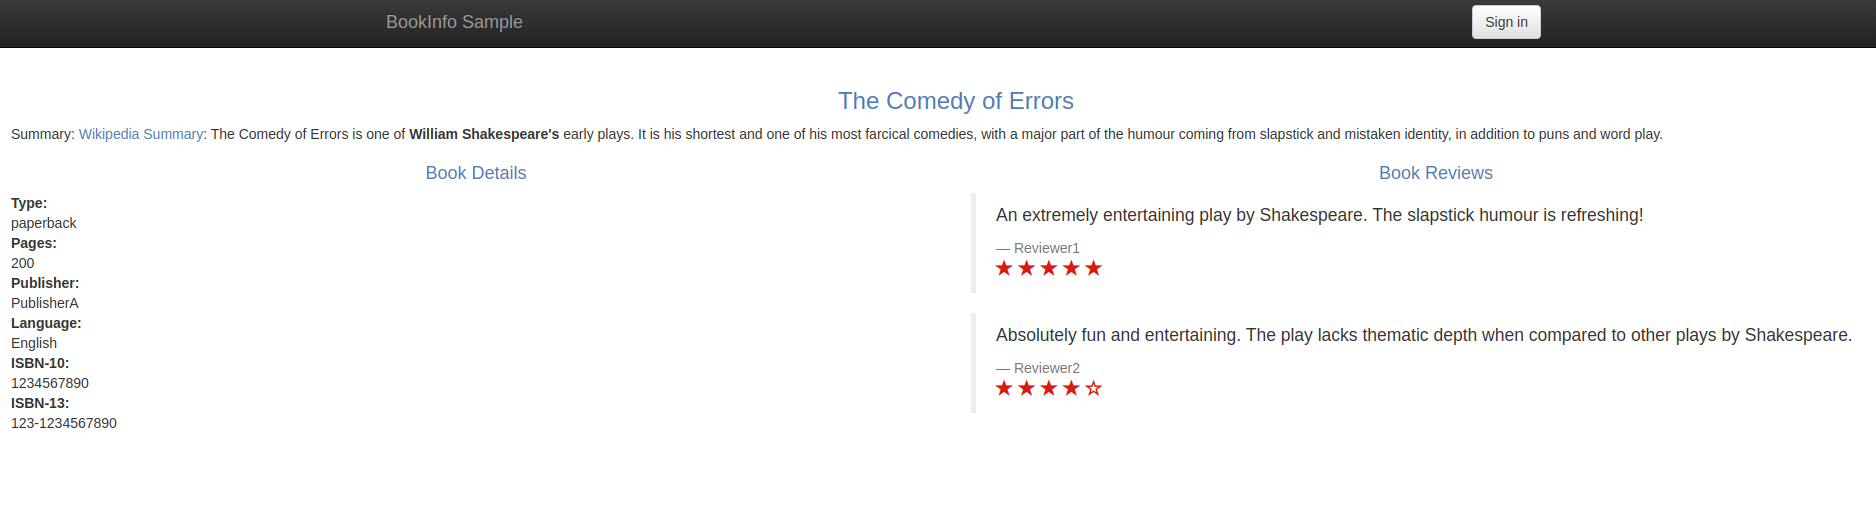 BookInfo Sample
Sign in
The Comedy of Errors
Summary: Wikipedia Summary: The Comedy of Errors is one of William Shakespeare's early plays. It is his shortest and one of his most farcical comedies, with a major part of the humour coming from slapstick and mistaken identity, in addition to puns and word play.
Book Details
Type:
paperback
Pages:
200
Publisher:
PublisherA
Language:
English
ISBN-10:
1234567890
ISBN-13:
123-1234567890
Book Reviews
An extremely entertaining play by Shakespeare. The slapstick humour is refreshing!
— Reviewer1
★★★★★
Absolutely fun and entertaining. The play lacks thematic depth when compared to other plays by Shakespeare.
— Reviewer2
★★★★☆